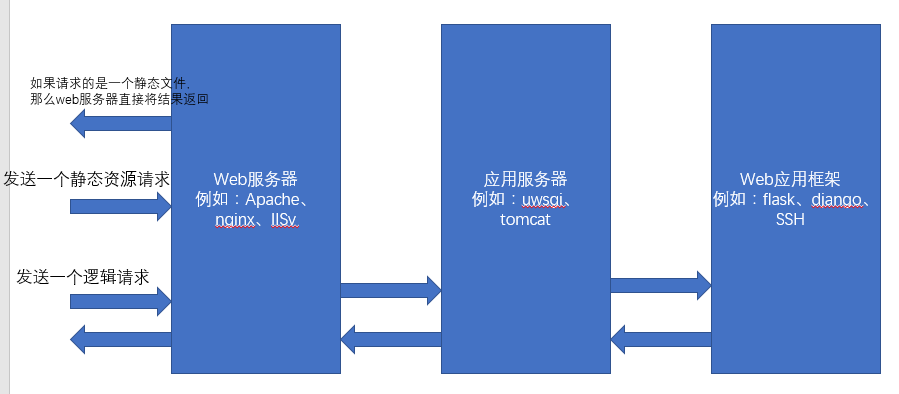 如果请求的是一个静态文件，
那么web服务器直接将结果返回
发送一个静态资源请求
发送一个逻辑请求
Web服务器
例如：Apache、
nginx、IISv
应用服务器
例如：uwsgi、
tomcat
Web应用框架
例如：flask、django、
SSH